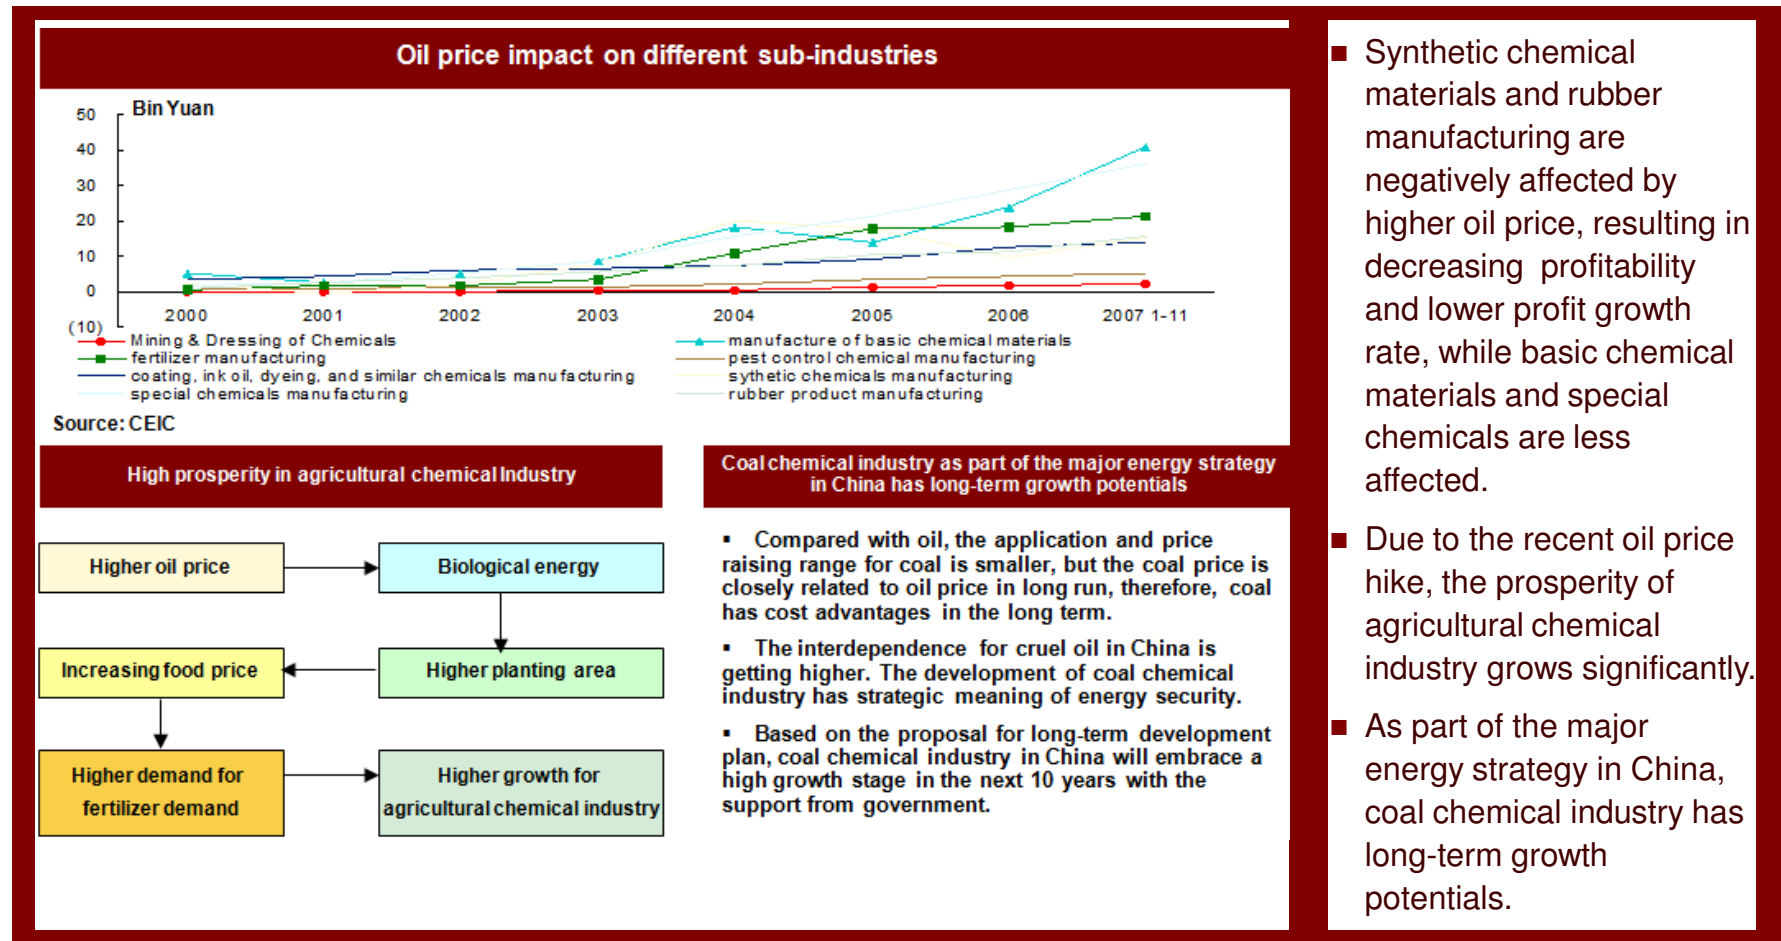 Oil price impact on different sub-industries
Bin Yuan
50
40
30
20
10
0
(10)
2000 2001 2002 2003 2004 2005 2006 2007 1-11
Mining & Dressing of Chemicals
manufacture of basic chemical materials
fertilizer manufacturing
pest control chemical manufacturing
coating, ink oil, dyeing, and similar chemicals manufacturing
sythetic chemicals manufacturing
special chemicals manufacturing
rubber product manufacturing
Source: CEIC
High prosperity in agricultural chemical Industry
Higher oil price
Biological energy
Increasing food price
Higher planting area
Higher demand for
fertilizer demand
Higher growth for
agricultural chemical industry
Coal chemical industry as part of the major energy strategy
in China has long-term growth potentials
▪ Compared with oil, the application and price
raising range for coal is smaller, but the coal price is
closely related to oil price in long run, therefore, coal
has cost advantages in the long term.
▪ The interdependence for cruel oil in China is
getting higher. The development of coal chemical
industry has strategic meaning of energy security.
▪ Based on the proposal for long-term development
plan, coal chemical industry in China will embrace a
high growth stage in the next 10 years with the
support from government.
■ Synthetic chemical
materials and rubber
manufacturing are
negatively affected by
higher oil price, resulting in
decreasing profitability
and lower profit growth
rate, while basic chemical
materials and special
chemicals are less
affected.
■ Due to the recent oil price
hike, the prosperity of
agricultural chemical
industry grows significantly.
■ As part of the major
energy strategy in China,
coal chemical industry has
long-term growth
potentials.